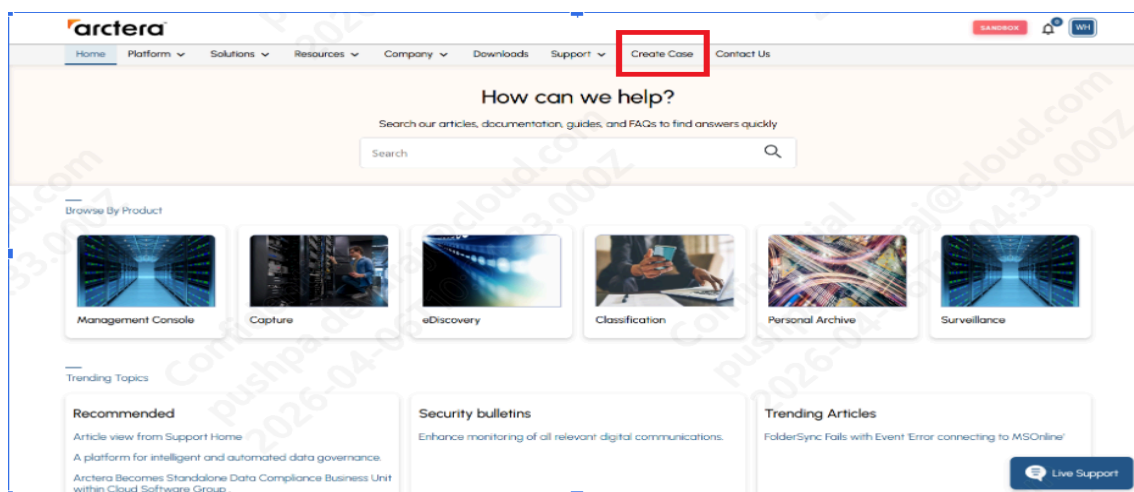 arctera
SANDBOX 0 WH
Home Platform Solutions Resources Company Downloads Support Create Case Contact Us
How can we help?
Search our articles, documentation, guides, and FAQs to find answers quickly
Search
Browse By Product
Management Console Capture eDiscovery Classification Personal Archive Surveillance
Trending Topics
Recommended
Article view from Support Home
A platform for intelligent and automated data governance.
Arctera Becomes Standalone Data Compliance Business Unit
within Cloud Software Group .
Security bulletins
Enhance monitoring of all relevant digital communications.
Trending Articles
FolderSync Fails with Event 'Error connecting to MSOnline'
Live Support